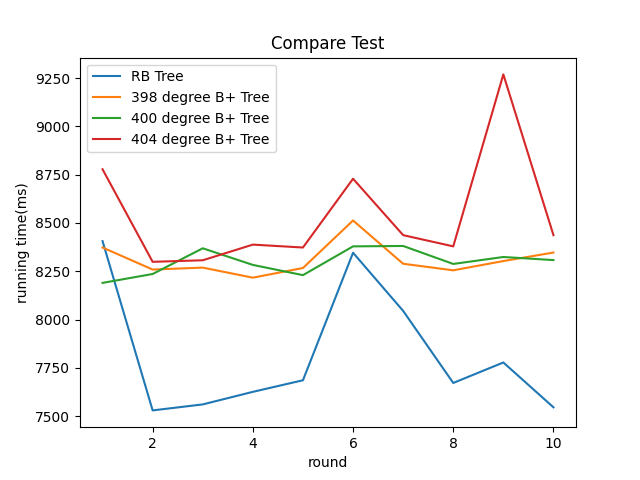 Compare Test
RB Tree
398 degree B+ Tree
400 degree B+ Tree
404 degree B+ Tree
running time(ms)
9250
9000
8750
8500
8250
8000
7750
7500
2 4 6 8 10
round